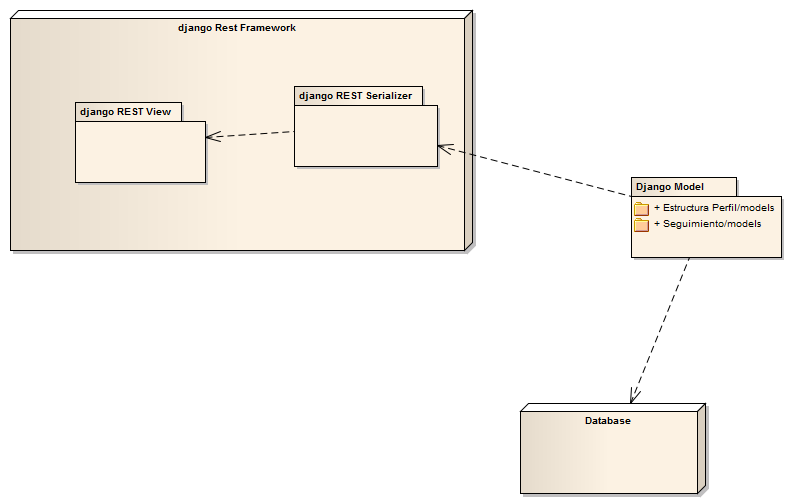 django Rest Framework
django REST View
django REST Serializer
Django Model
+ Estructura Perfil/models
+ Seguimiento/models
Database